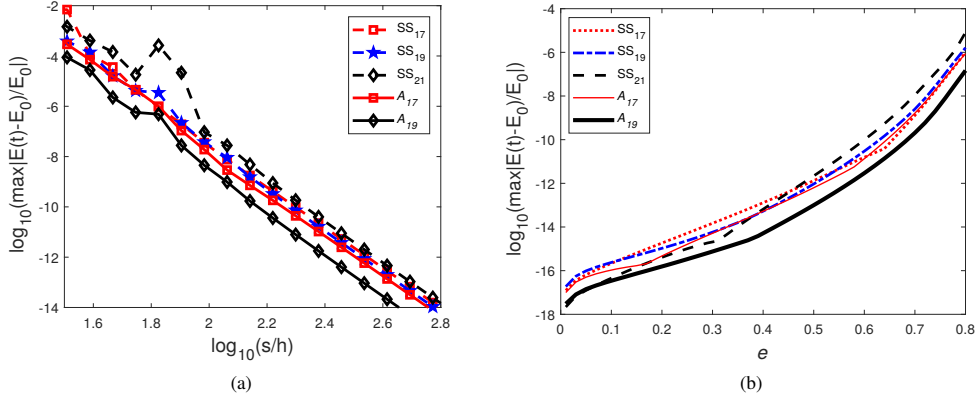 log10(max|E(t)-E0)/E0|)
-2
-4
-6
-8
-10
-12
-14
1.6
1.8
2
2.2
2.4
2.6
2.8
log10(s/h)
SS17
SS19
SS21
A17
A19
(a)
log10(max|E(t)-E0)/E0|)
-4
-6
-8
-10
-12
-14
-16
-18
0
0.1
0.2
0.3
0.4
0.5
0.6
0.7
0.8
e
SS17
SS19
SS21
A17
A19
(b)